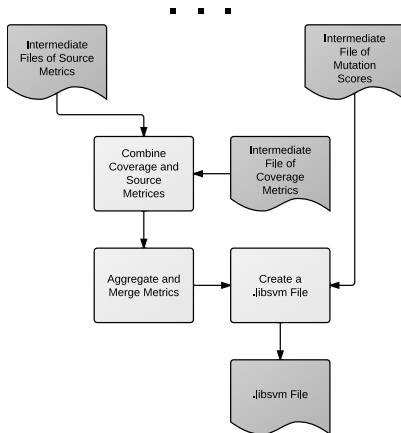 Intermediate
Files of Source
Metrics
Intermediate
File of
Mutation
Scores
Combine
Coverage and
Source
Metrices
Intermediate
File of
Coverage
Metrics
Aggregate and
Merge Metrics
Create a
.libsvm File
.libsvm File